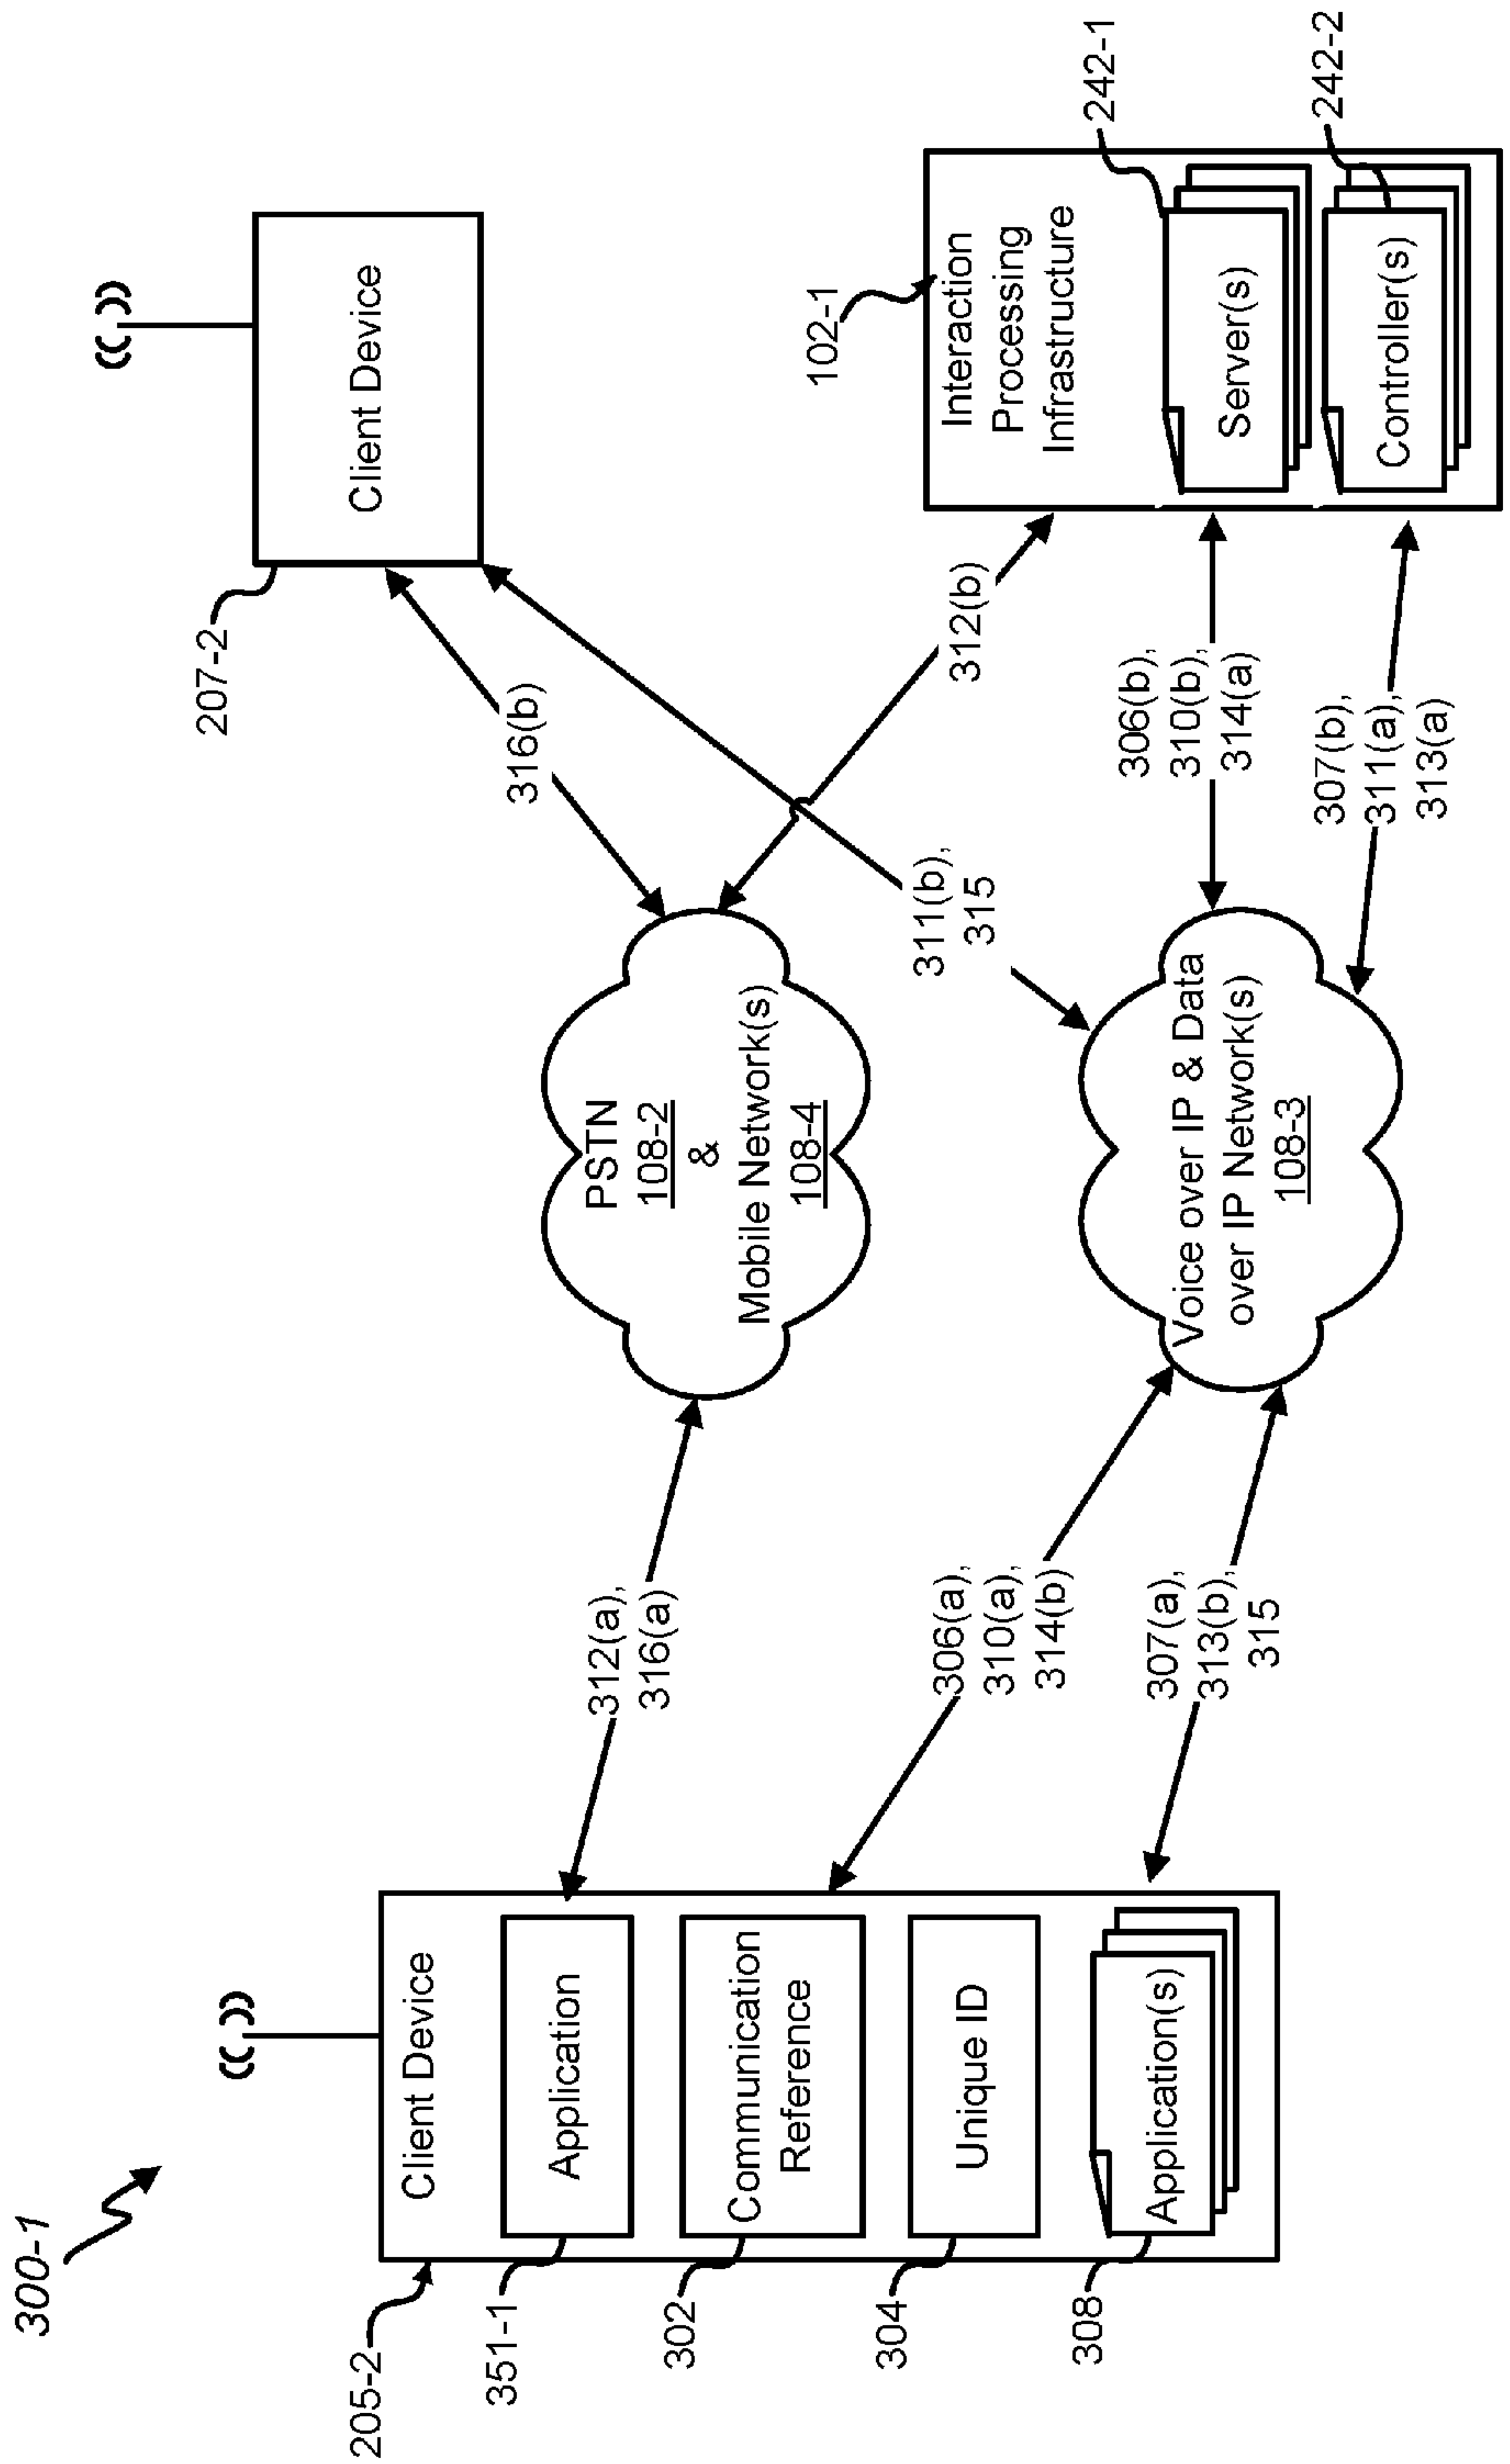 300-1
205-2
Client Device
351-1
Application
302
Communication
Reference
304
Unique ID
308
Application(s)
312(a),
316(a)
306(a),
310(a),
314(b)
307(a),
313(b),
315
PSTN
108-2
&
Mobile Network(s)
108-4
Voice over IP & Data
over IP Network(s)
108-3
316(b)
311(b),
315
312(b)
306(b),
310(b),
314(a)
307(b),
311(a),
313(a)
207-2
Client Device
102-1
Interaction
Processing
Infrastructure
242-1
Server(s)
242-2
Controller(s)